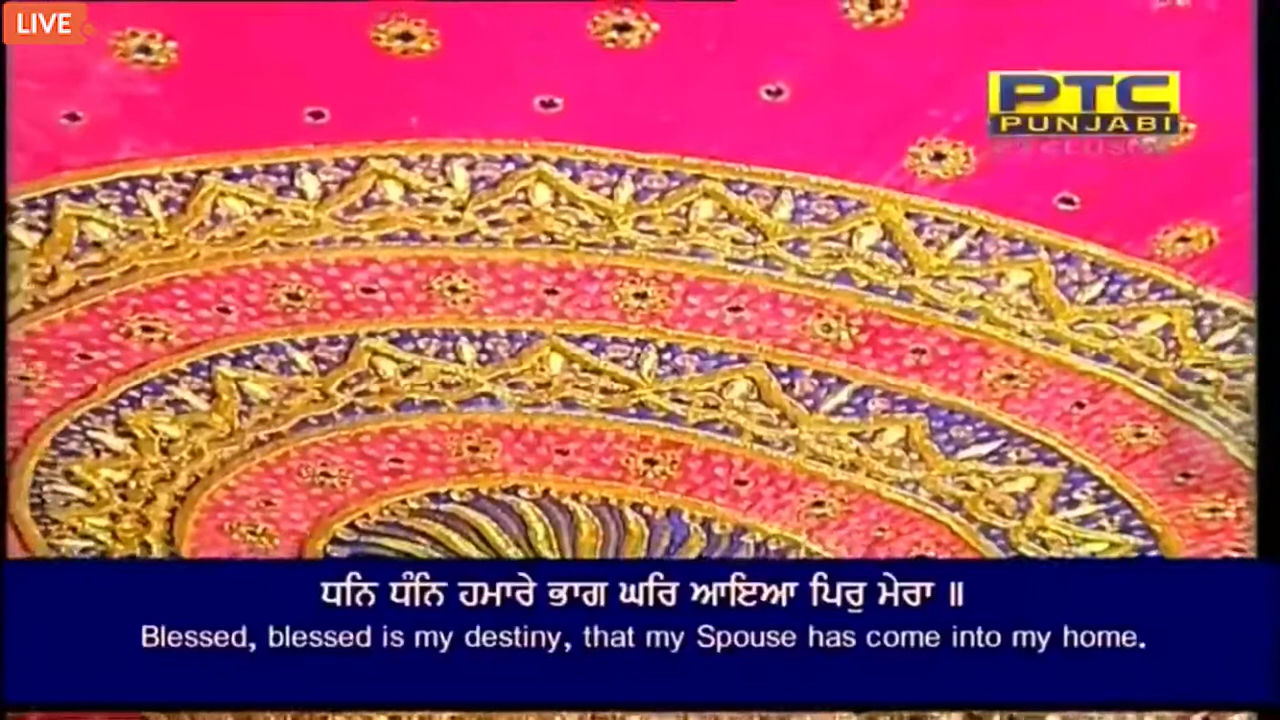 LIVE
PTC
PUNJABI
EXCLUSIVE
ਧਨਿ ਧੰਨਿ ਹਮਾਰੇ ਭਾਗ ਘਰਿ ਆਇਆ ਪਿਰੁ ਮੇਰਾ ॥
Blessed, blessed is my destiny, that my Spouse has come into my home.